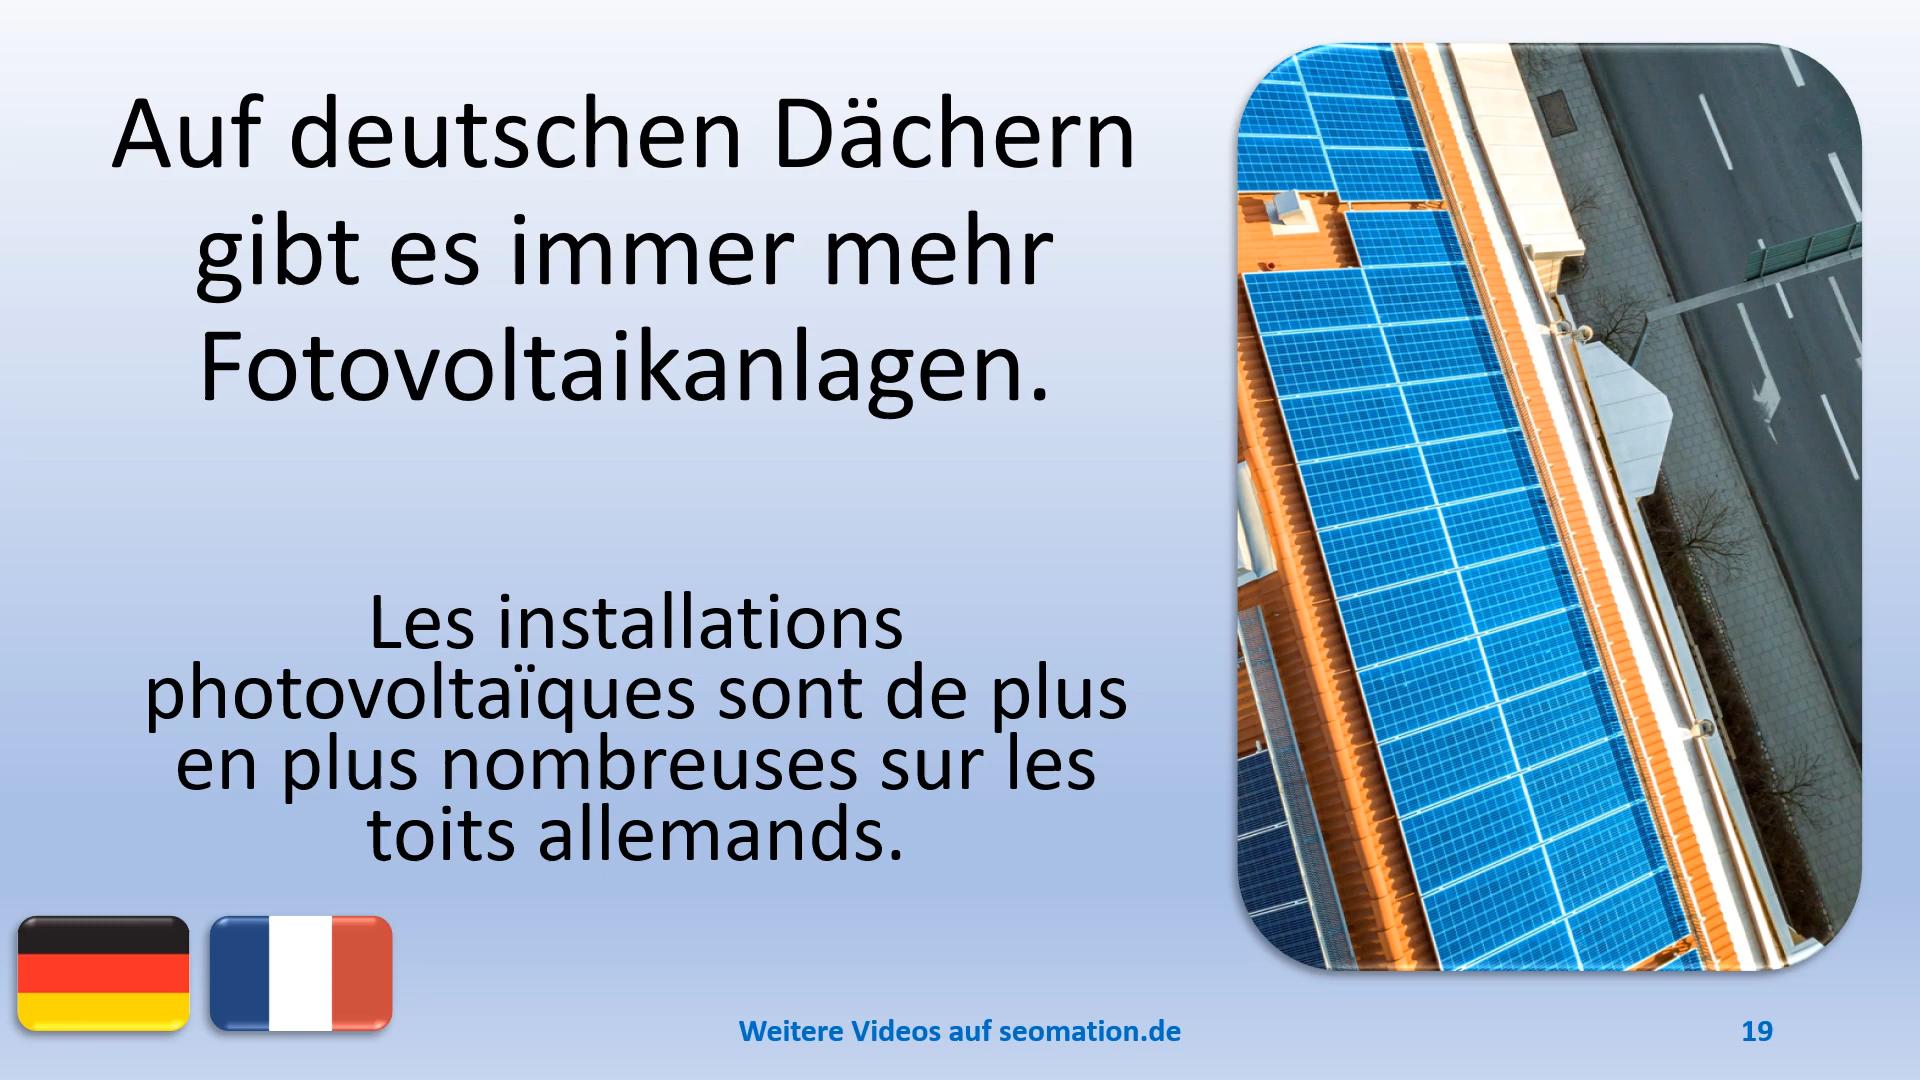 Auf deutschen Dächern
gibt es immer mehr
Fotovoltaikanlagen.
Les installations
photovoltaïques sont de plus
en plus nombreuses sur les
toits allemands.
Weitere Videos auf seomation.de
19